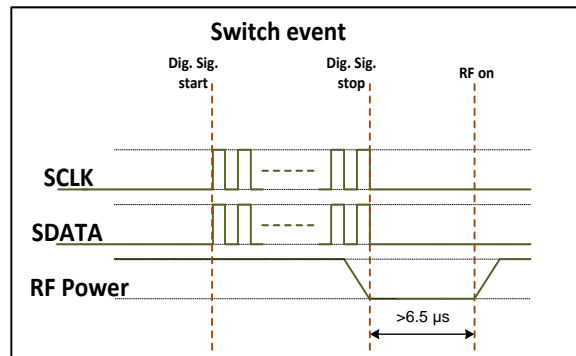 Switch event
Dig. Sig.
start
Dig. Sig.
stop
RF on
SCLK
SDATA
RF Power
>6.5 µs